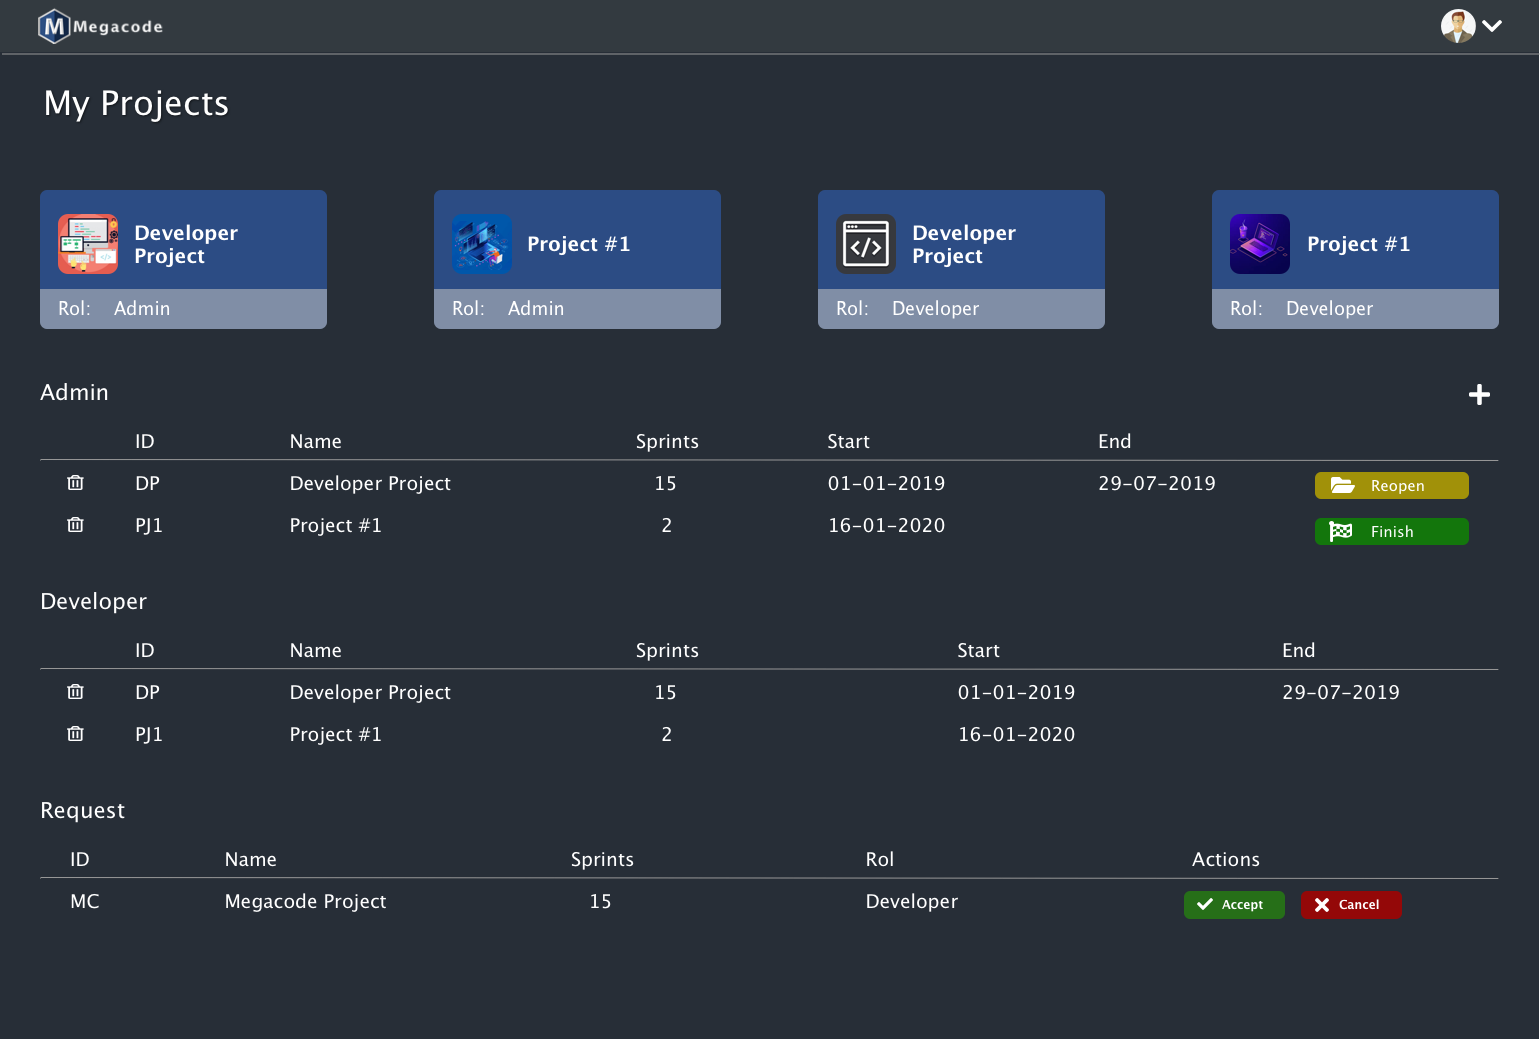 M Megacode
My Projects
Developer
Project
Rol: Admin
Project #1
Rol: Admin
Developer
Project
Rol: Developer
Project #1
Rol: Developer
Admin
ID Name Sprints Start End
DP Developer Project 15 01-01-2019 29-07-2019 Reopen
PJ1 Project #1 2 16-01-2020 Finish
Developer
ID Name Sprints Start End
DP Developer Project 15 01-01-2019 29-07-2019
PJ1 Project #1 2 16-01-2020
Request
ID Name Sprints Rol Actions
MC Megacode Project 15 Developer Accept Cancel